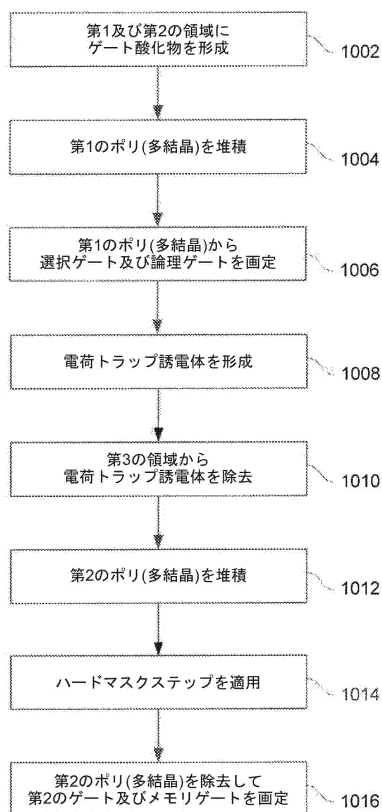 第1及び第2の領域に
ゲート酸化物を形成
1002
第1のポリ(多結晶)を堆積
1004
第1のポリ(多結晶)から
選択ゲート及び論理ゲートを画定
1006
電荷トラップ誘電体を形成
1008
第3の領域から
電荷トラップ誘電体を除去
1010
第2のポリ(多結晶)を堆積
1012
ハードマスクステップを適用
1014
第2のポリ(多結晶)を除去して
第2のゲート及びメモリゲートを画定
1016